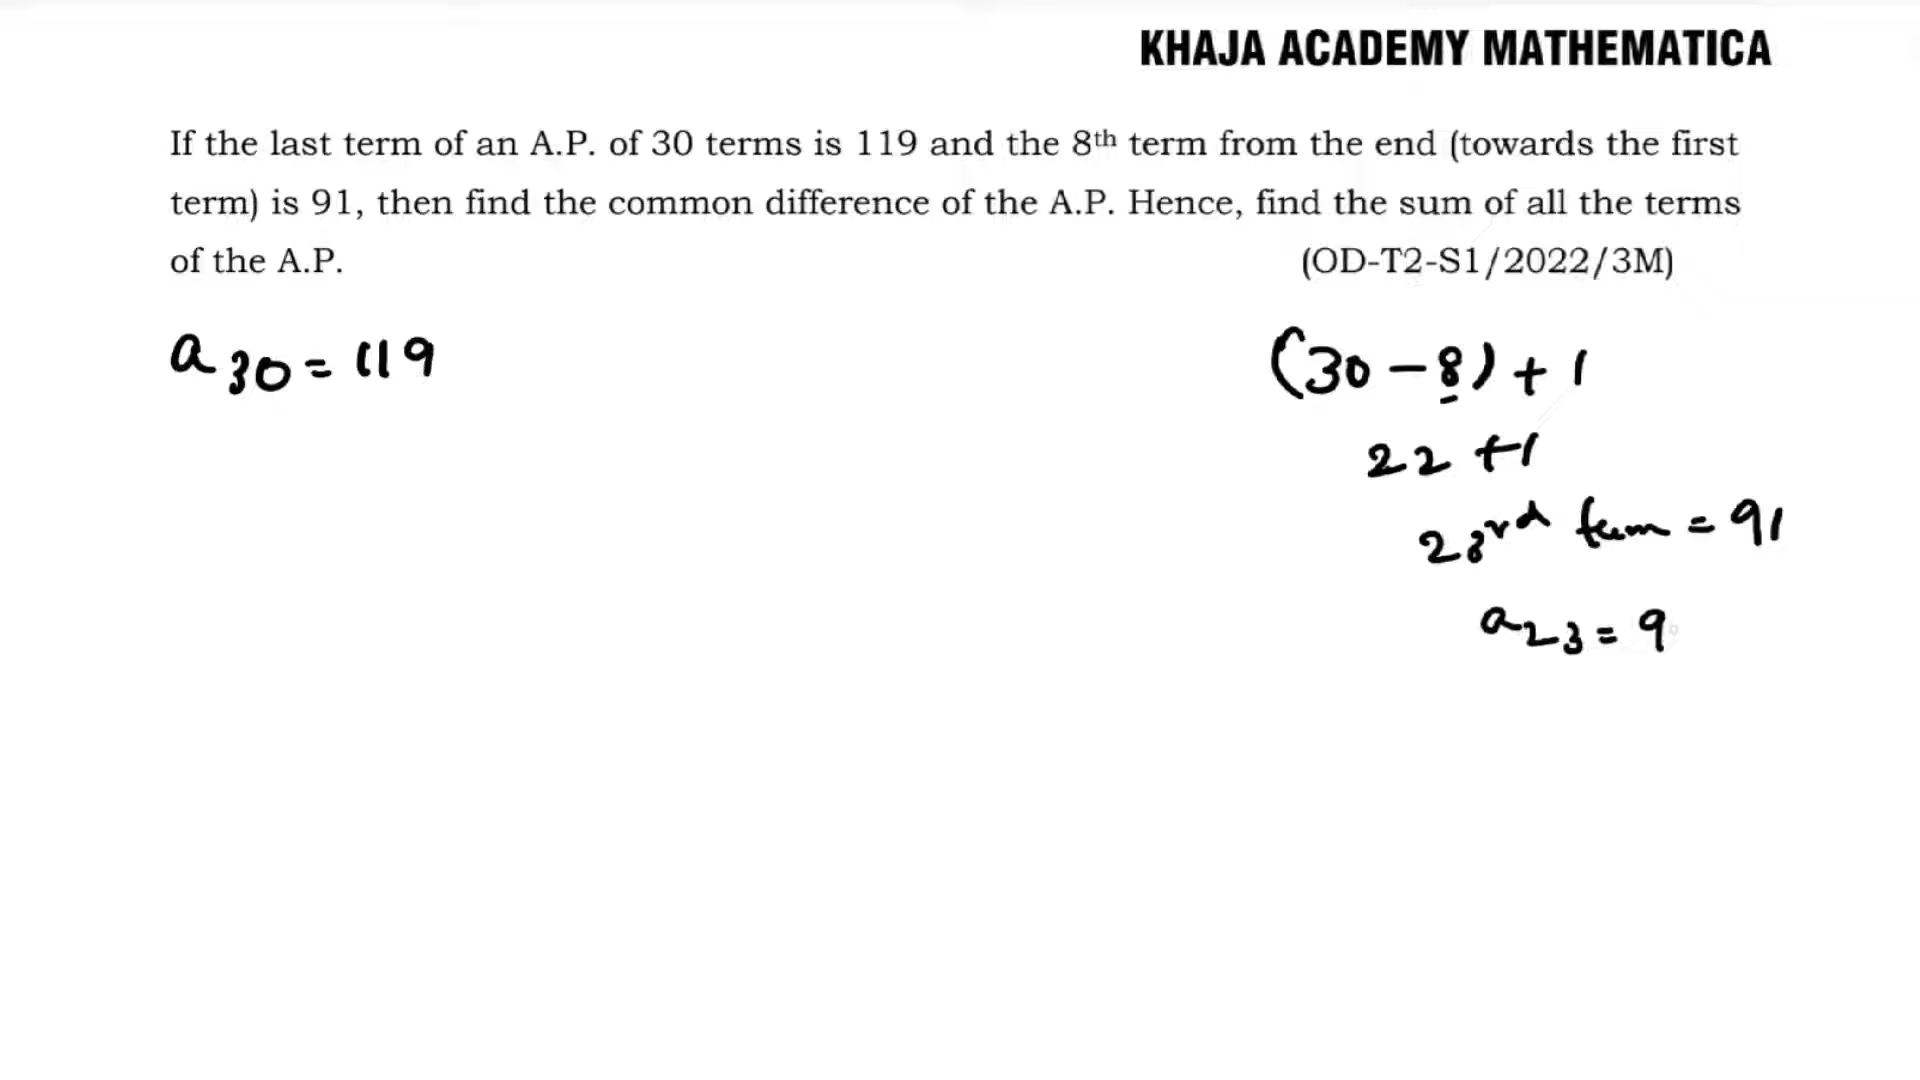 KHAJA ACADEMY MATHEMATICA
If the last term of an A.P. of 30 terms is 119 and the 8th term from the end (towards the first
term) is 91, then find the common difference of the A.P. Hence, find the sum of all the terms
of the A.P. (OD-T2-S1/2022/3M)
a30 = 119
(30 - 8) + 1
22 + 1
23rd term = 91
a23 = 9